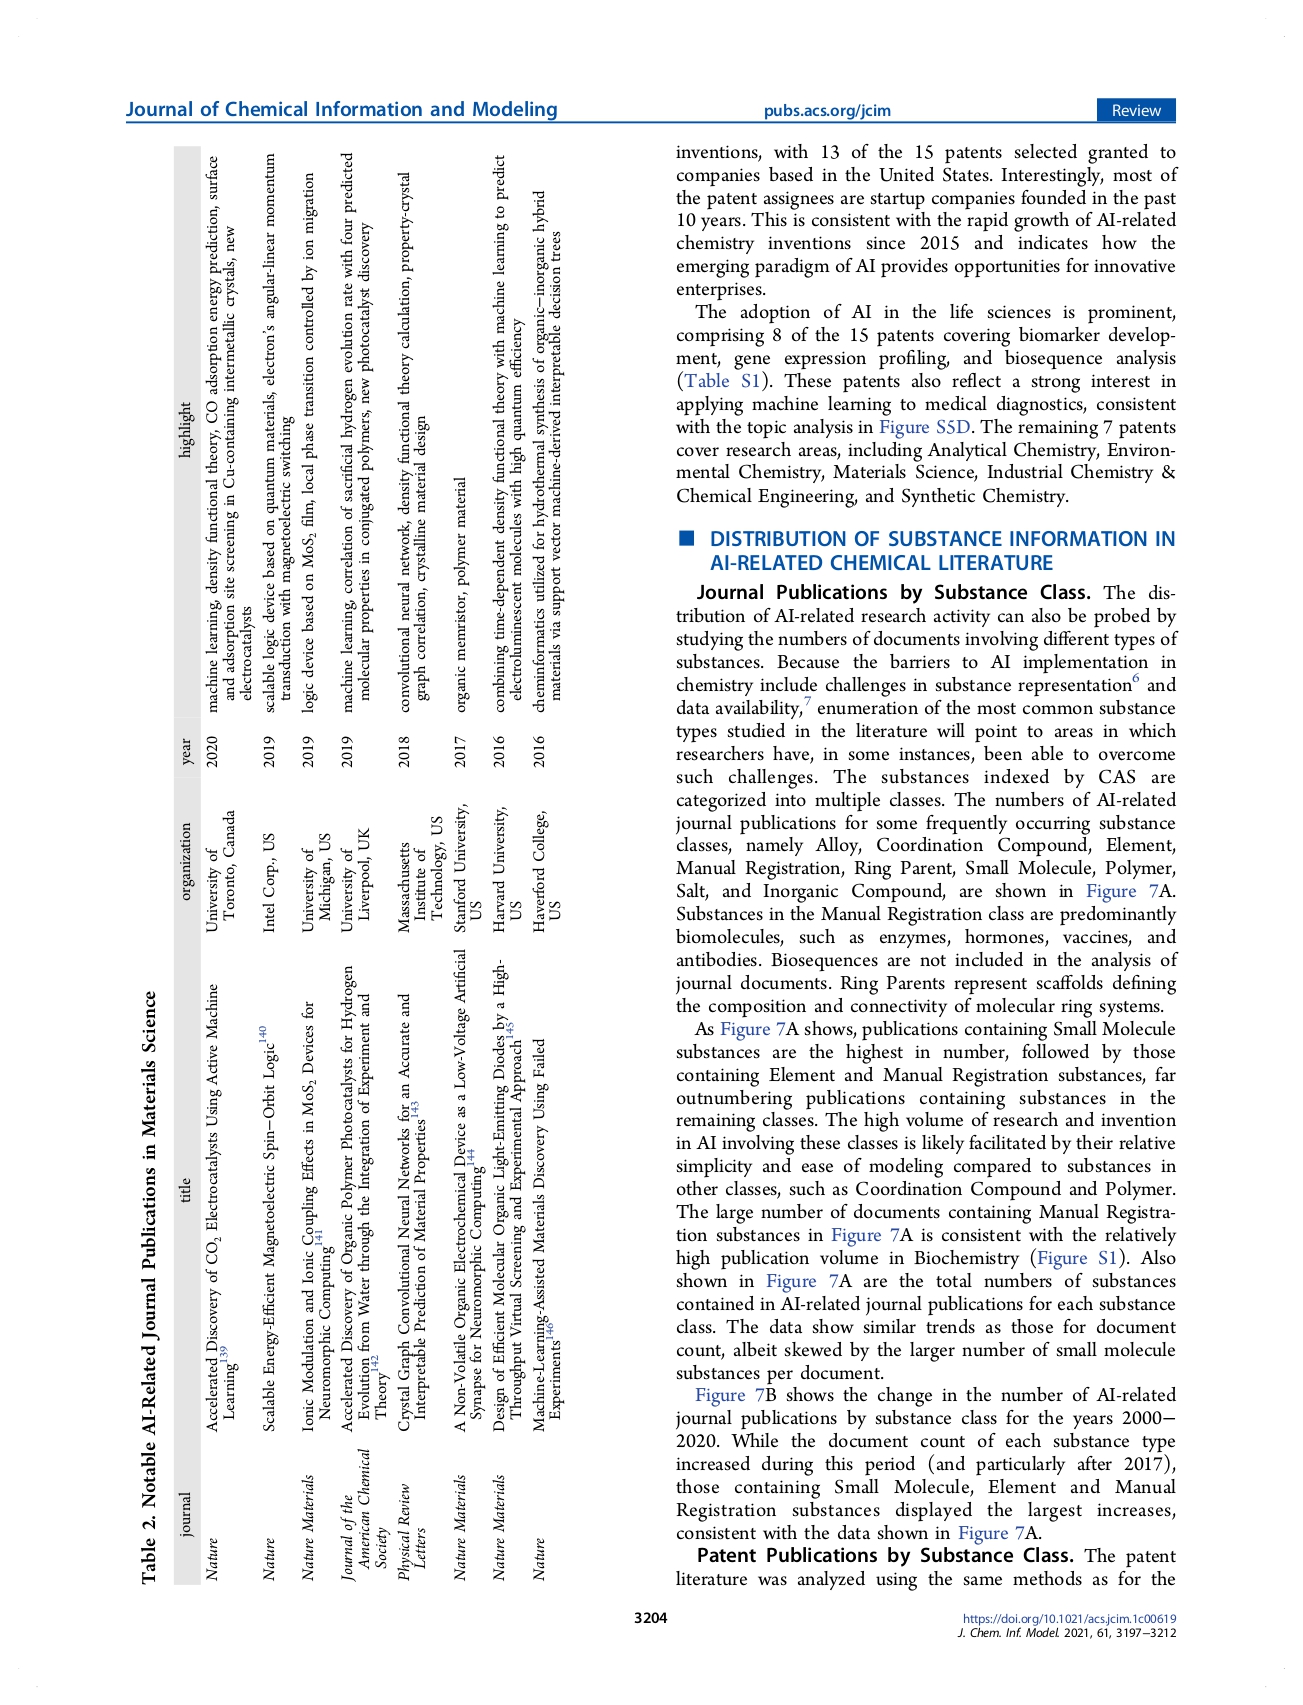 Journal of Chemical Information and Modeling
pubs.acs.org/jcim
Review
Table 2. Notable AI-Related Journal Publications in Materials Science
journal
title
organization
year
highlight
Nature
Accelerated Discovery of CO2 Electrocatalysts Using Active Machine
Learning139
University of
Toronto, Canada
2020
machine learning, density functional theory, CO adsorption energy prediction, surface
and adsorption site screening in Cu-containing intermetallic crystals, new
electrocatalysts
Nature
Scalable Energy-Efficient Magnetoelectric Spin−Orbit Logic140
Intel Corp., US
2019
scalable logic device based on quantum materials, electron's angular-linear momentum
transduction with magnetoelectric switching
Nature Materials
Ionic Modulation and Ionic Coupling Effects in MoS2 Devices for
Neuromorphic Computing141
University of
Michigan, US
2019
logic device based on MoS2 film, local phase transition controlled by ion migration
Journal of the
American Chemical
Society
Accelerated Discovery of Organic Polymer Photocatalysts for Hydrogen
Evolution from Water through the Integration of Experiment and
Theory142
University of
Liverpool, UK
2019
machine learning, correlation of sacrificial hydrogen evolution rate with four predicted
molecular properties in conjugated polymers, new photocatalyst discovery
Physical Review
Letters
Crystal Graph Convolutional Neural Networks for an Accurate and
Interpretable Prediction of Material Properties143
Massachusetts
Institute of
Technology, US
2018
convolutional neural network, density functional theory calculation, property-crystal
graph correlation, crystalline material design
Nature Materials
A Non-Volatile Organic Electrochemical Device as a Low-Voltage Artificial
Synapse for Neuromorphic Computing144
Stanford University,
US
2017
organic memristor, polymer material
Nature Materials
Design of Efficient Molecular Organic Light-Emitting Diodes by a High-
Throughput Virtual Screening and Experimental Approach145
Harvard University,
US
2016
combining time-dependent density functional theory with machine learning to predict
electroluminescent molecules with high quantum efficiency
Nature
Machine-Learning-Assisted Materials Discovery Using Failed
Experiments146
Haverford College,
US
2016
cheminformatics utilized for hydrothermal synthesis of organic−inorganic hybrid
materials via support vector machine-derived interpretable decision trees
inventions, with 13 of the 15 patents selected granted to
companies based in the United States. Interestingly, most of
the patent assignees are startup companies founded in the past
10 years. This is consistent with the rapid growth of AI-related
chemistry inventions since 2015 and indicates how the
emerging paradigm of AI provides opportunities for innovative
enterprises.
The adoption of AI in the life sciences is prominent,
comprising 8 of the 15 patents covering biomarker develop-
ment, gene expression profiling, and biosequence analysis
(Table S1). These patents also reflect a strong interest in
applying machine learning to medical diagnostics, consistent
with the topic analysis in Figure S5D. The remaining 7 patents
cover research areas, including Analytical Chemistry, Environ-
mental Chemistry, Materials Science, Industrial Chemistry &
Chemical Engineering, and Synthetic Chemistry.
■ DISTRIBUTION OF SUBSTANCE INFORMATION IN
AI-RELATED CHEMICAL LITERATURE
Journal Publications by Substance Class. The dis-
tribution of AI-related research activity can also be probed by
studying the numbers of documents involving different types of
substances. Because the barriers to AI implementation in
chemistry include challenges in substance representation6 and
data availability,7 enumeration of the most common substance
types studied in the literature will point to areas in which
researchers have, in some instances, been able to overcome
such challenges. The substances indexed by CAS are
categorized into multiple classes. The numbers of AI-related
journal publications for some frequently occurring substance
classes, namely Alloy, Coordination Compound, Element,
Manual Registration, Ring Parent, Small Molecule, Polymer,
Salt, and Inorganic Compound, are shown in Figure 7A.
Substances in the Manual Registration class are predominantly
biomolecules, such as enzymes, hormones, vaccines, and
antibodies. Biosequences are not included in the analysis of
journal documents. Ring Parents represent scaffolds defining
the composition and connectivity of molecular ring systems.
As Figure 7A shows, publications containing Small Molecule
substances are the highest in number, followed by those
containing Element and Manual Registration substances, far
outnumbering publications containing substances in the
remaining classes. The high volume of research and invention
in AI involving these classes is likely facilitated by their relative
simplicity and ease of modeling compared to substances in
other classes, such as Coordination Compound and Polymer.
The large number of documents containing Manual Registra-
tion substances in Figure 7A is consistent with the relatively
high publication volume in Biochemistry (Figure S1). Also
shown in Figure 7A are the total numbers of substances
contained in AI-related journal publications for each substance
class. The data show similar trends as those for document
count, albeit skewed by the larger number of small molecule
substances per document.
Figure 7B shows the change in the number of AI-related
journal publications by substance class for the years 2000−
2020. While the document count of each substance type
increased during this period (and particularly after 2017),
those containing Small Molecule, Element and Manual
Registration substances displayed the largest increases,
consistent with the data shown in Figure 7A.
Patent Publications by Substance Class. The patent
literature was analyzed using the same methods as for the
3204
https://doi.org/10.1021/acs.jcim.1c00619
J. Chem. Inf. Model. 2021, 61, 3197−3212